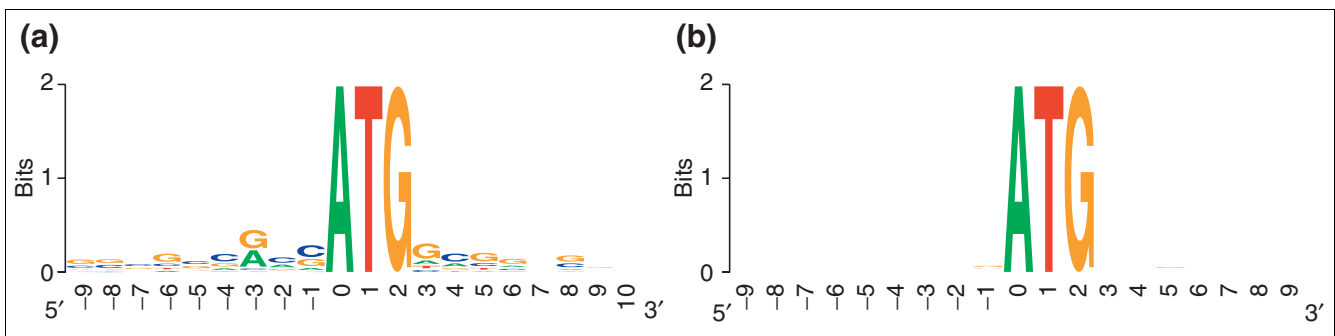 (a)
2
1
0
Bits
5′ –9 –8 –7 –6 –5 –4 –3 –2 –1 0 1 2 3 4 5 6 7 8 9 10 3′
G
A
C
G
ATG
G
C
G
(b)
2
1
0
Bits
5′ –9 –8 –7 –6 –5 –4 –3 –2 –1 0 1 2 3 4 5 6 7 8 9 3′
ATG